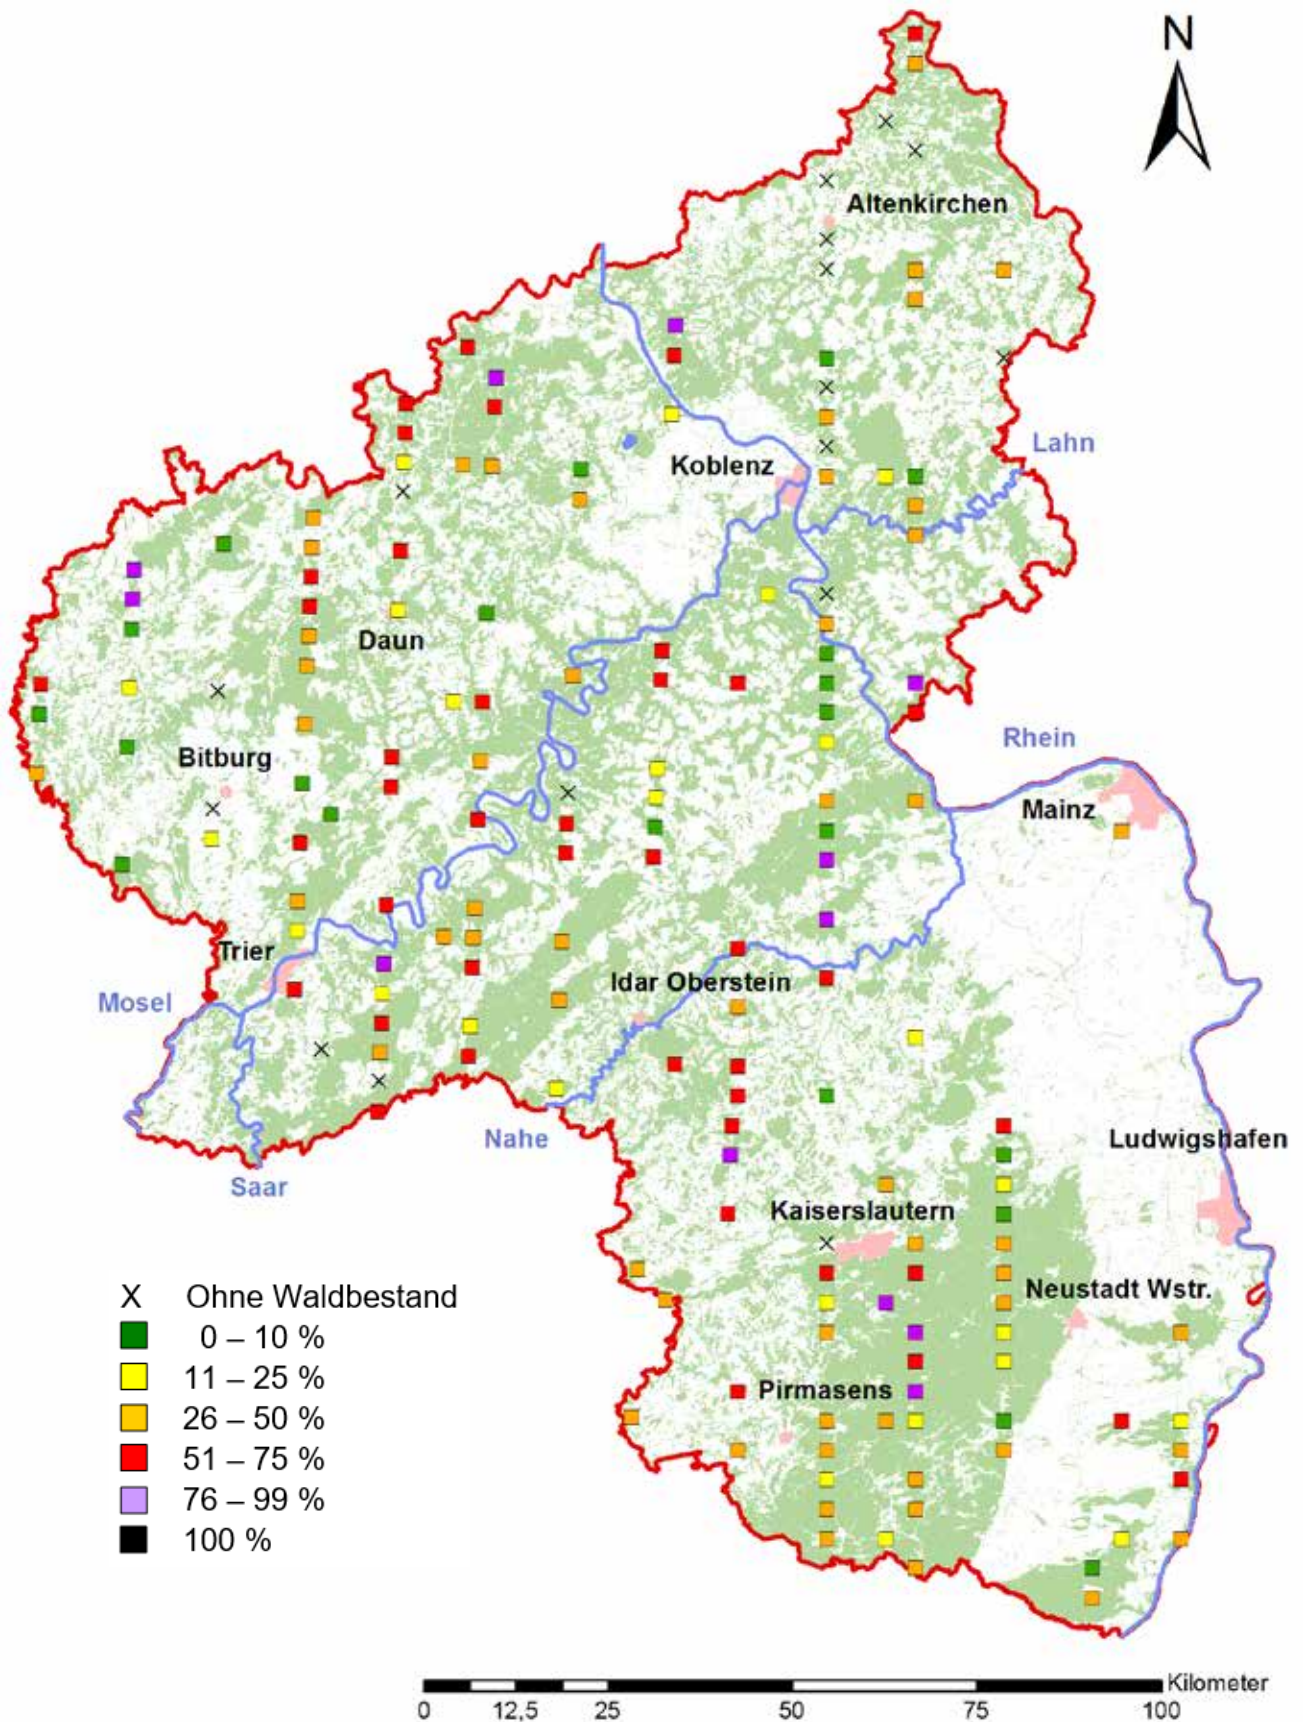 N
Altenkirchen
Lahn
Koblenz
Daun
Rhein
Bitburg
Mainz
Trier
Idar Oberstein
Mosel
Nahe
Ludwigshafen
Saar
Kaiserslautern
Neustadt Wstr.
Pirmasens
X Ohne Waldbestand
0 – 10 %
11 – 25 %
26 – 50 %
51 – 75 %
76 – 99 %
100 %
Kilometer
0 12,5 25 50 75 100